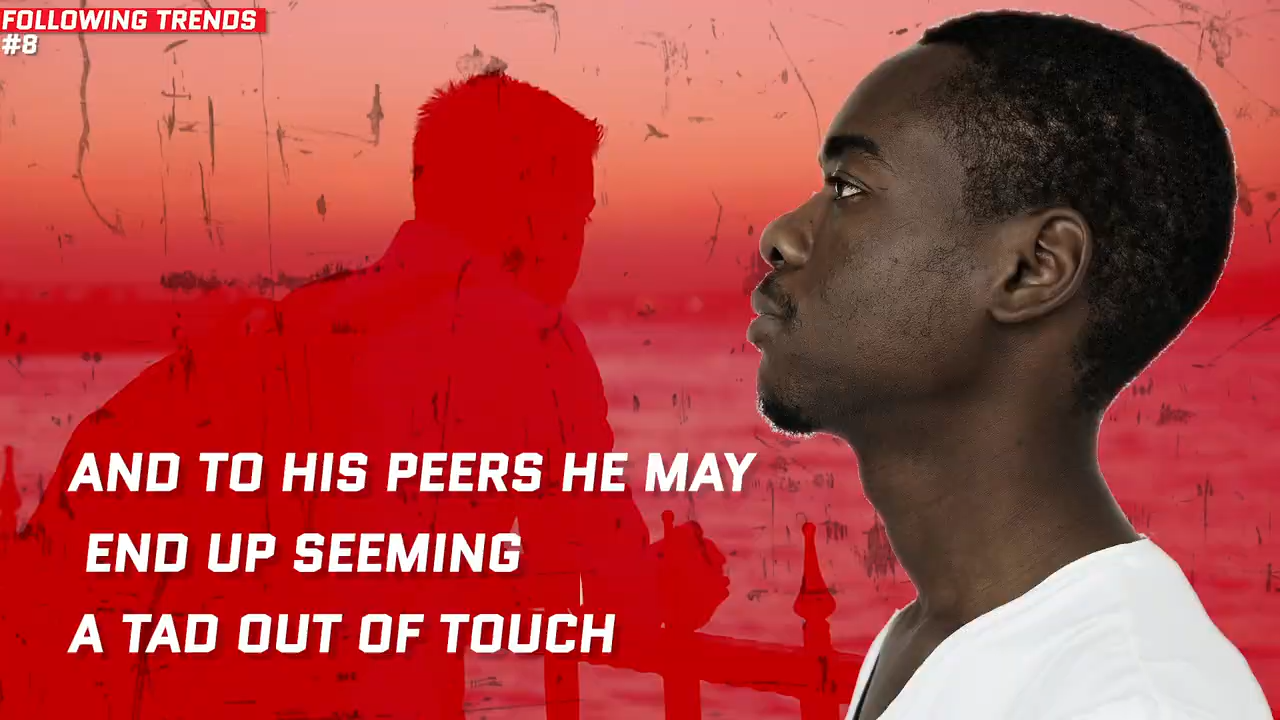 FOLLOWING TRENDS
#8
AND TO HIS PEERS HE MAY
END UP SEEMING
A TAD OUT OF TOUCH